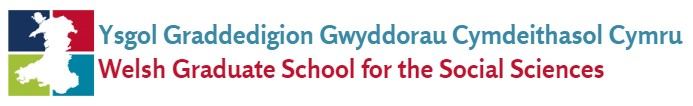 Ysgol Graddedigion Gwyddorau Cymdeithasol Cymru
Welsh Graduate School for the Social Sciences